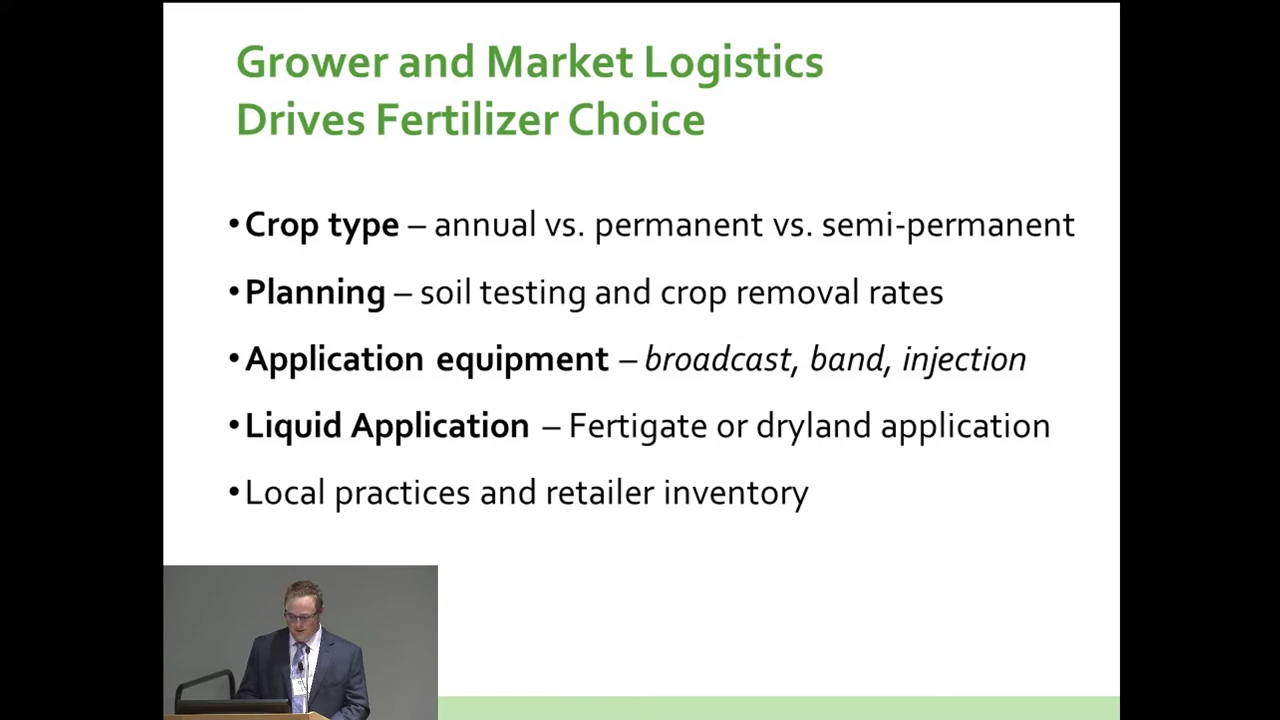 Grower and Market Logistics
Drives Fertilizer Choice
•Crop type – annual vs. permanent vs. semi-permanent
•Planning – soil testing and crop removal rates
•Application equipment – broadcast, band, injection
•Liquid Application – Fertigate or dryland application
•Local practices and retailer inventory